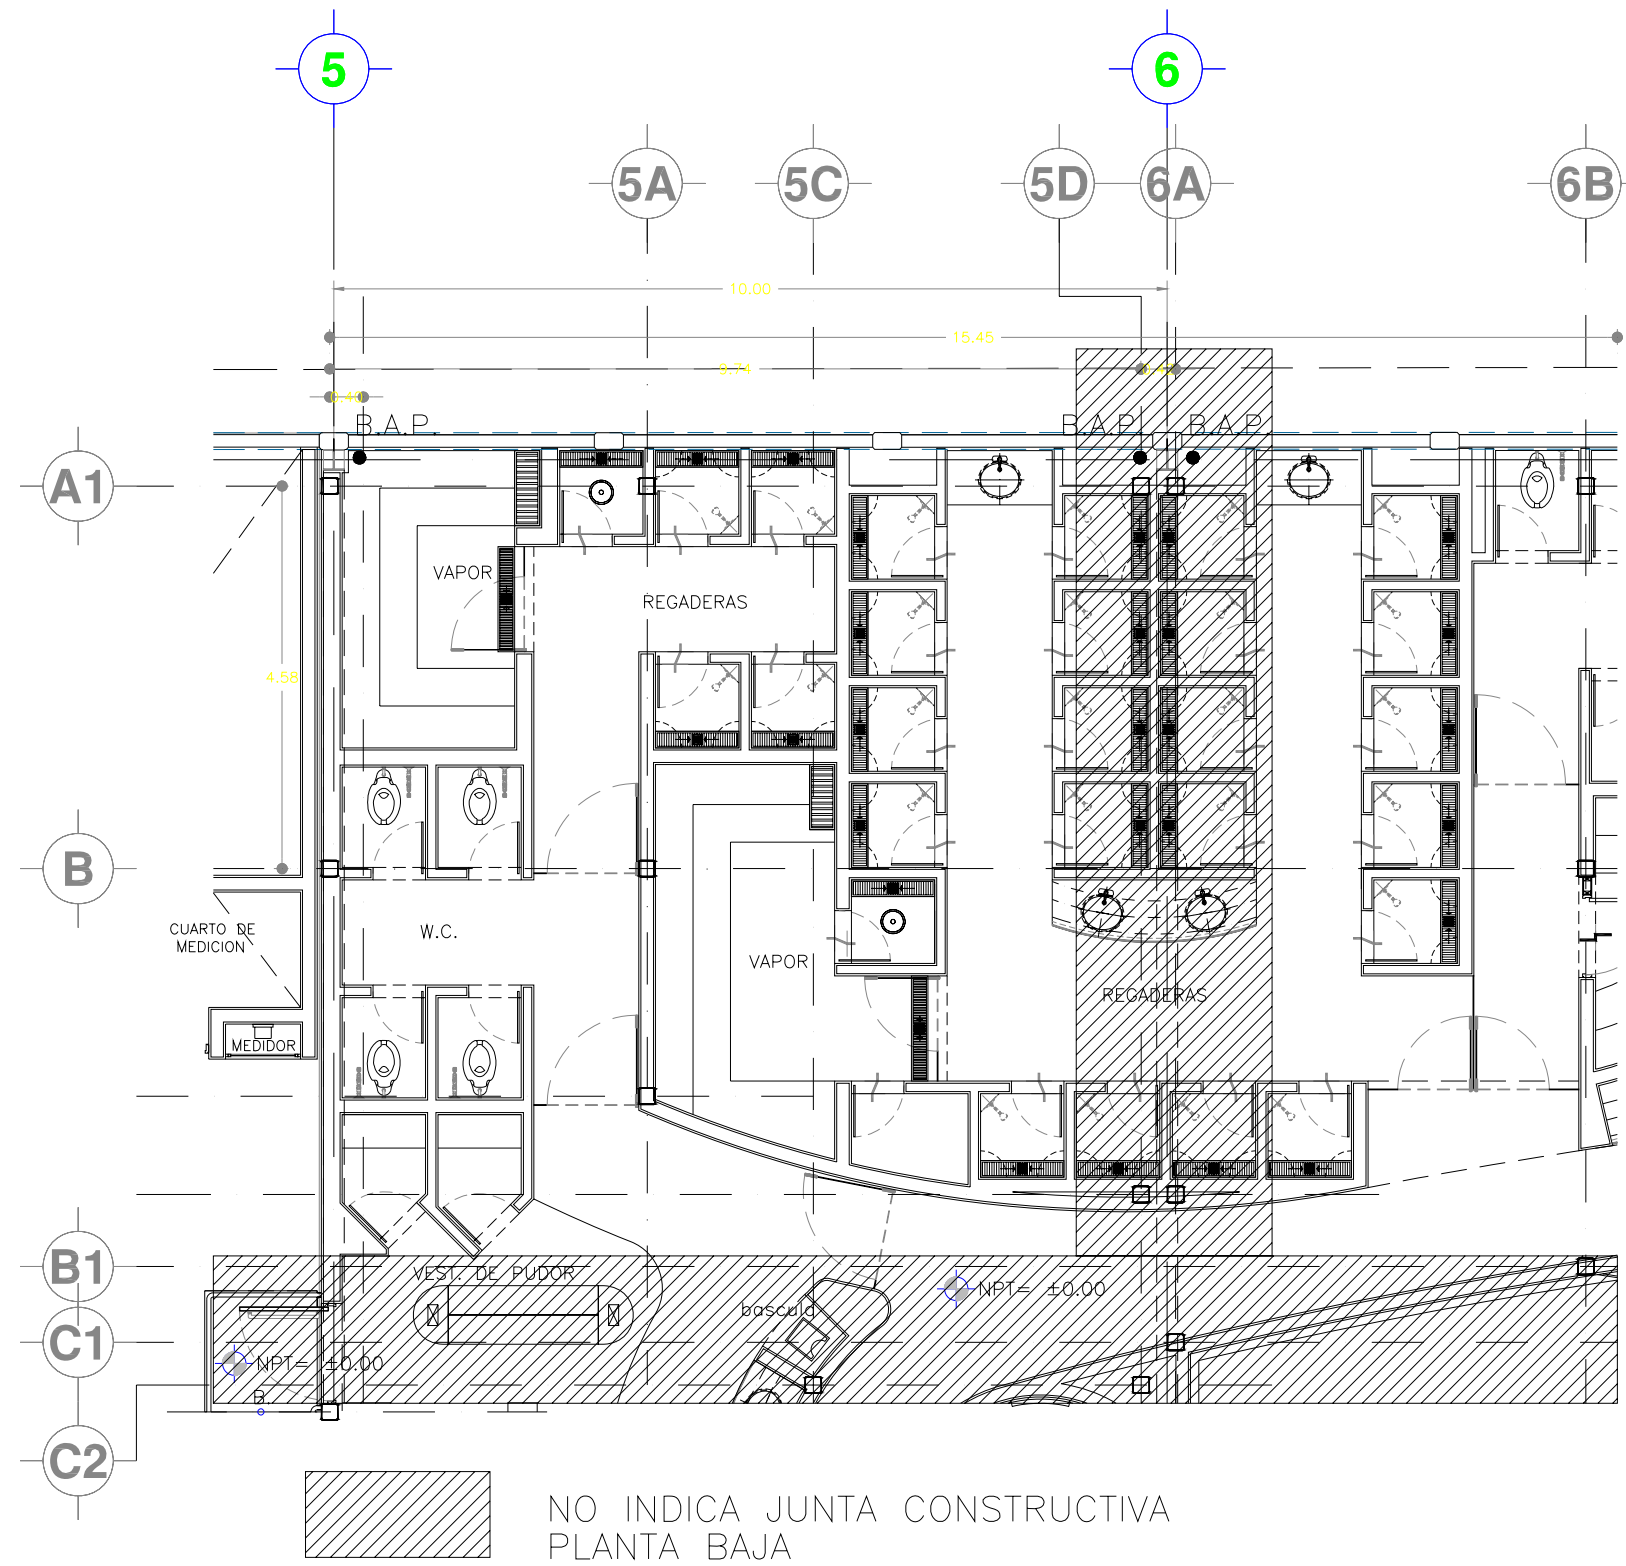 5
6
5A
5C
5D
6A
6B
10.00
15.45
9.74
B.A.P.
B.A.P.
B.A.P.
A1
VAPOR
REGADERAS
4.58
B
CUARTO DE
MEDICION
W.C.
VAPOR
REGADERAS
MEDIDOR
B1
VEST. DE PUDOR
NPT= ±0.00
bascula
C1
NPT= ±0.00
B.
C2
NO INDICA JUNTA CONSTRUCTIVA
PLANTA BAJA